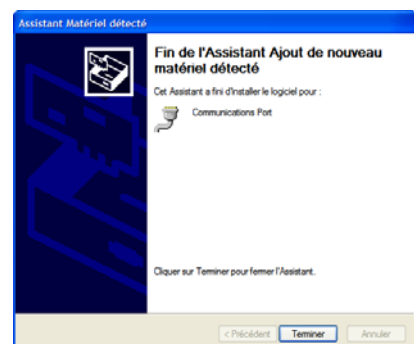 Assistant Matériel détecté
Fin de l'Assistant Ajout de nouveau
matériel détecté
Cet Assistant a fini d'installer le logiciel pour :
Communications Port
Cliquer sur Terminer pour fermer l'Assistant.
< Précédent Terminer Annuler